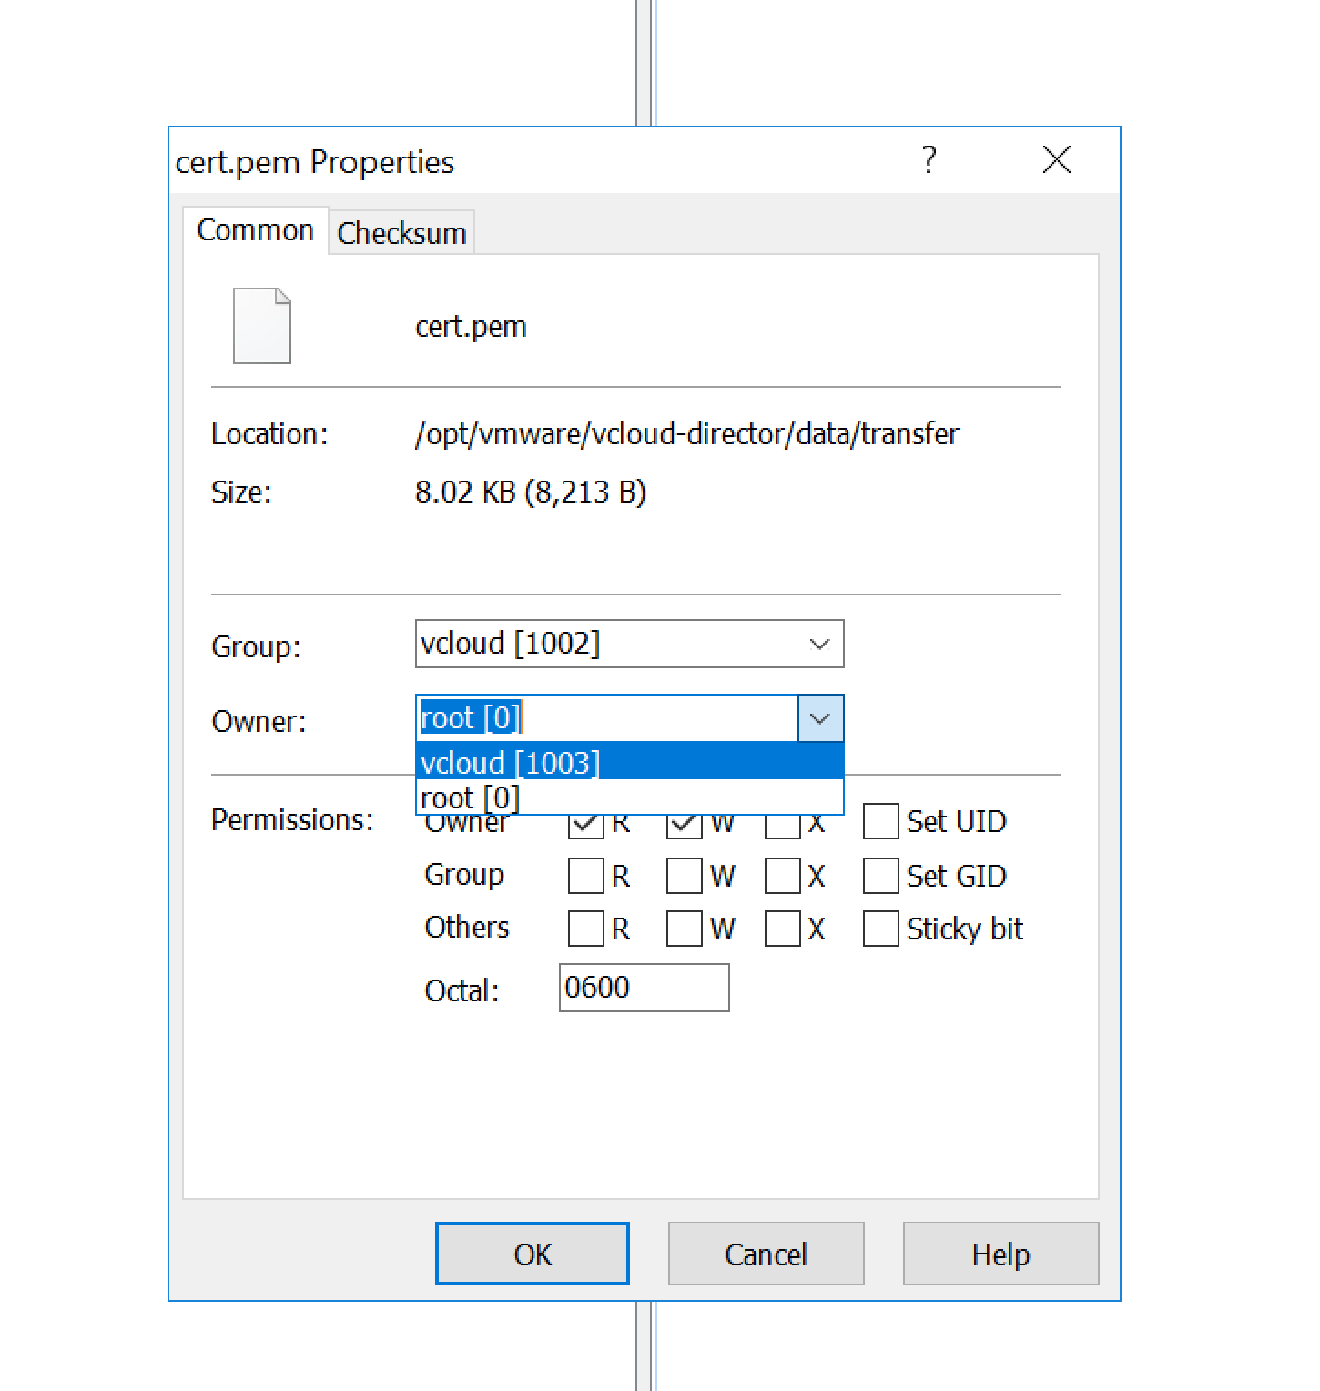 cert.pem Properties ?
Common Checksum
cert.pem
Location: /opt/vmware/vcloud-director/data/transfer
Size: 8.02 KB (8,213 B)
Group: vcloud [1002]
Owner: root [0]
vcloud [1003]
root [0]
Permissions: Owner R W X Set UID
Group R W X Set GID
Others R W X Sticky bit
Octal: 0600
OK Cancel Help